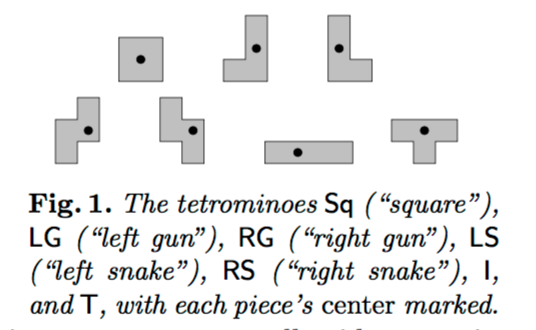 Fig. 1. The tetrominoes Sq (“square”),
LG (“left gun”), RG (“right gun”), LS
(“left snake”), RS (“right snake”), I,
and T, with each piece’s center marked.